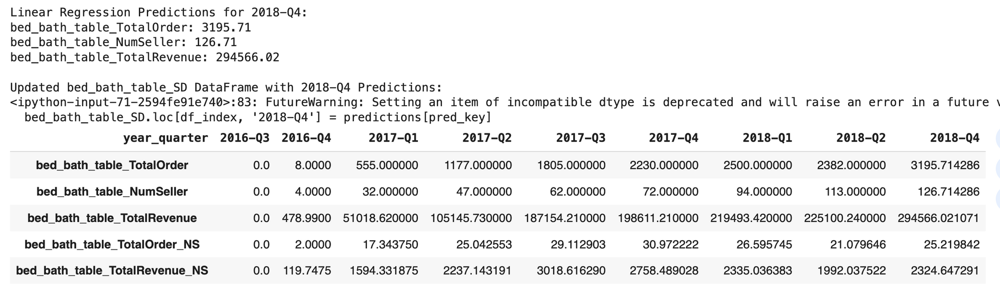 Linear Regression Predictions for 2018-Q4:
bed_bath_table_TotalOrder: 3195.71
bed_bath_table_NumSeller: 126.71
bed_bath_table_TotalRevenue: 294566.02
Updated bed_bath_table_SD DataFrame with 2018-Q4 Predictions:
<ipython-input-71-2594fe91e740>:83: FutureWarning: Setting an item of incompatible dtype is deprecated and will raise an error in a future
bed_bath_table_SD.loc[df_index, '2018-Q4'] = predictions[pred_key]
year_quarter 2016-Q3 2016-Q4 2017-Q1 2017-Q2 2017-Q3 2017-Q4 2018-Q1 2018-Q2 2018-Q4
bed_bath_table_TotalOrder 0.0 8.0000 555.000000 1177.000000 1805.000000 2230.000000 2500.000000 2382.000000 3195.714286
bed_bath_table_NumSeller 0.0 4.0000 32.000000 47.000000 62.000000 72.000000 94.000000 113.000000 126.714286
bed_bath_table_TotalRevenue 0.0 478.9900 51018.620000 105145.730000 187154.210000 198611.210000 219493.420000 225100.240000 294566.021071
bed_bath_table_TotalOrder_NS 0.0 2.0000 17.343750 25.042553 29.112903 30.972222 26.595745 21.079646 25.219842
bed_bath_table_TotalRevenue_NS 0.0 119.7475 1594.331875 2237.143191 3018.616290 2758.489028 2335.036383 1992.037522 2324.647291